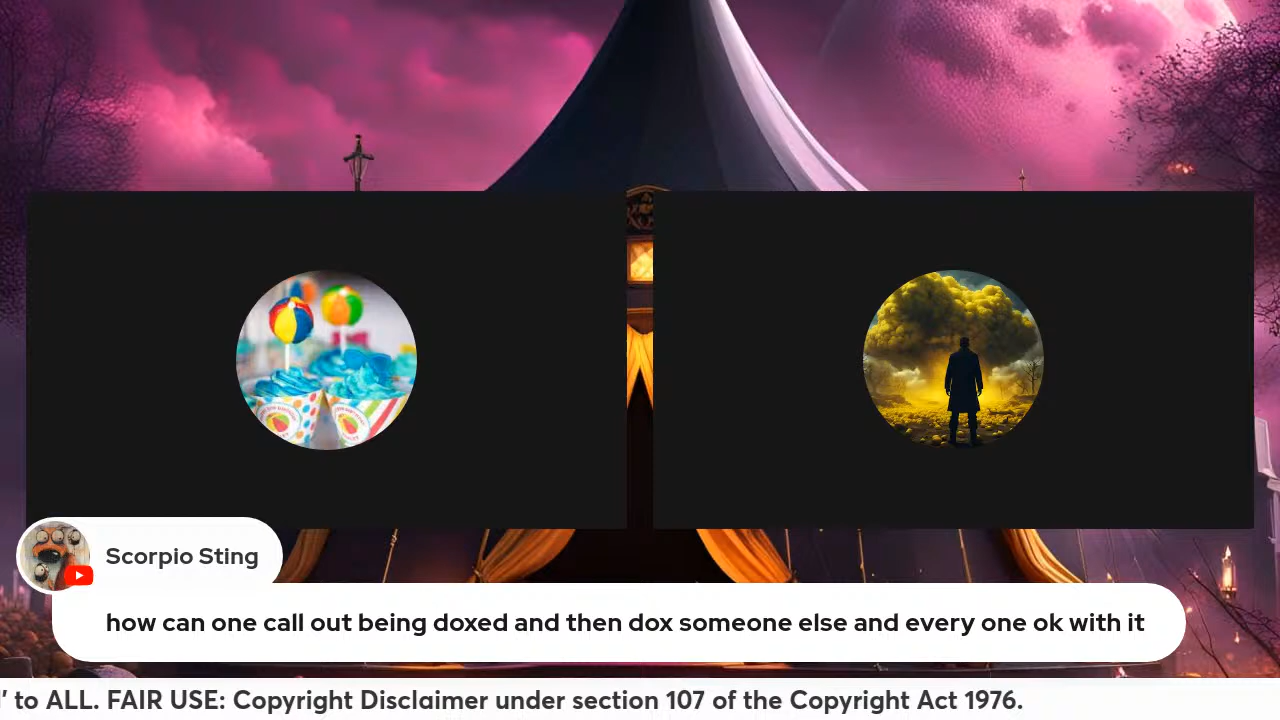 Scorpio Sting
how can one call out being doxed and then dox someone else and every one ok with it
' to ALL. FAIR USE: Copyright Disclaimer under section 107 of the Copyright Act 1976.